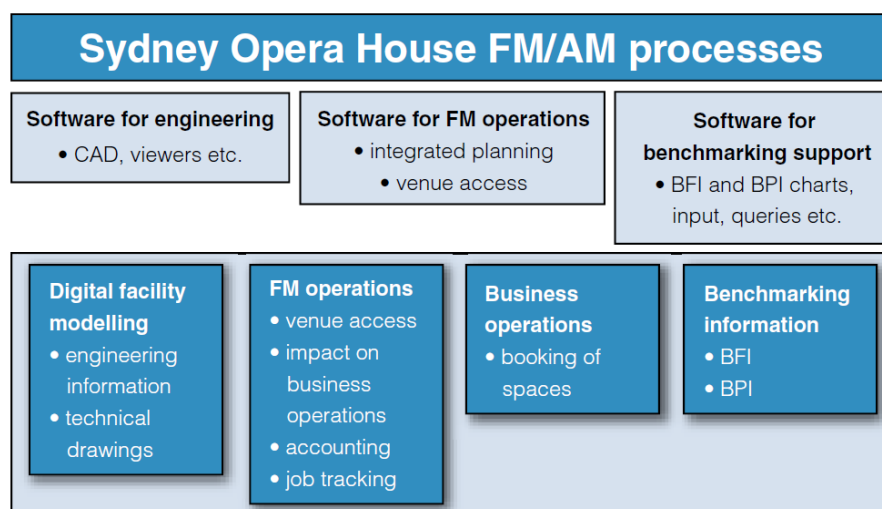 Sydney Opera House FM/AM processes
Software for engineering
• CAD, viewers etc.
Software for FM operations
• integrated planning
• venue access
Software for
benchmarking support
• BFI and BPI charts,
input, queries etc.
Digital facility
modelling
• engineering
information
• technical
drawings
FM operations
• venue access
• impact on
business
operations
• accounting
• job tracking
Business
operations
• booking of
spaces
Benchmarking
information
• BFI
• BPI